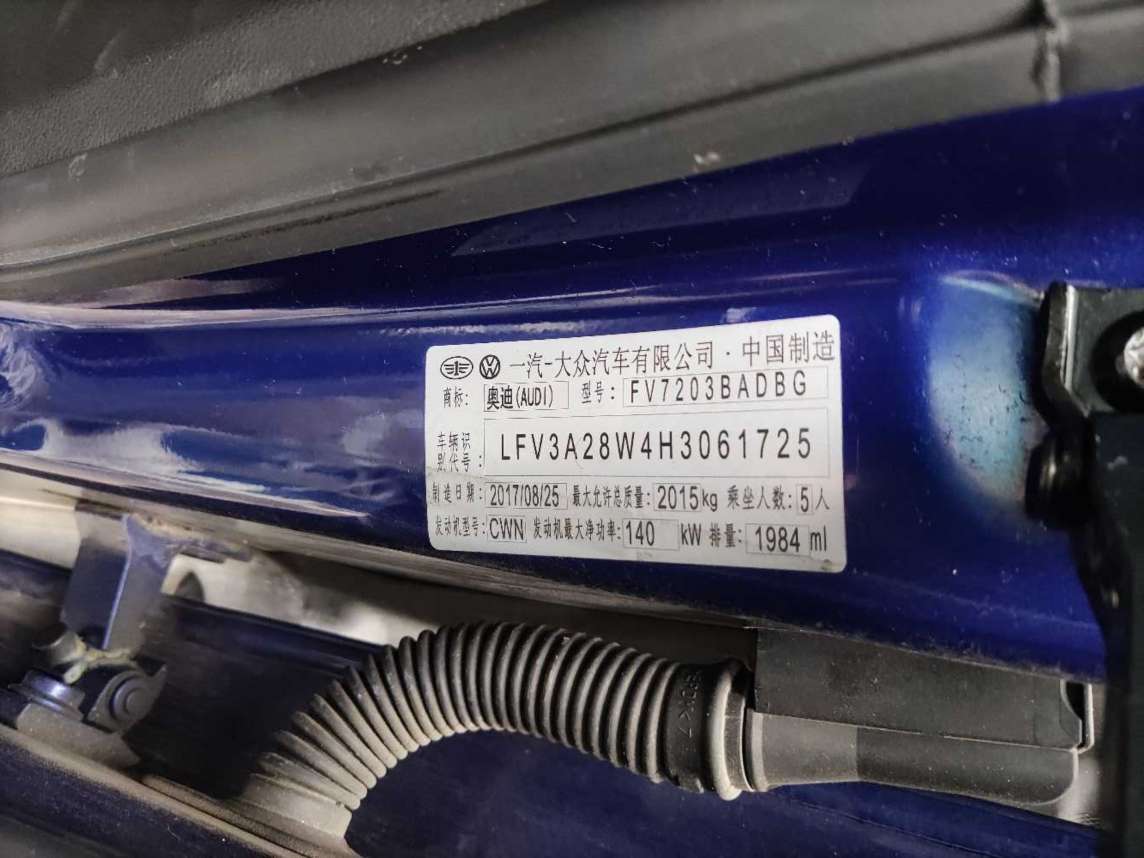 一汽-大众汽车有限公司·中国制造
商标: 奥迪(AUDI) 型号: FV7203BADBG
车辆识别代号: LFV3A28W4H3061725
制造日期: 2017/08/25 最大允许总质量: 2015kg 乘坐人数: 5人
发动机型号: CWN 发动机最大净功率: 140 kW 排量: 1984 ml